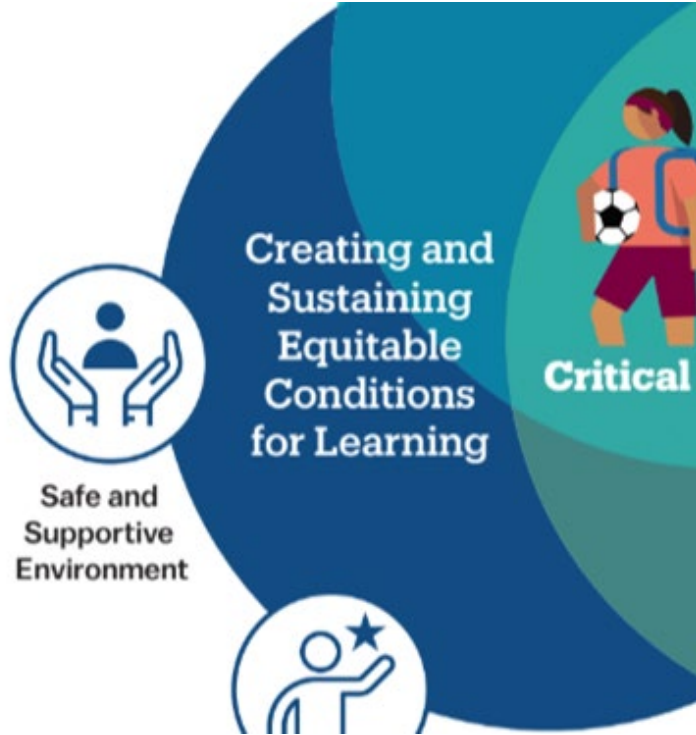 Creating and
Sustaining
Equitable
Conditions
for Learning
Critical
Safe and
Supportive
Environment